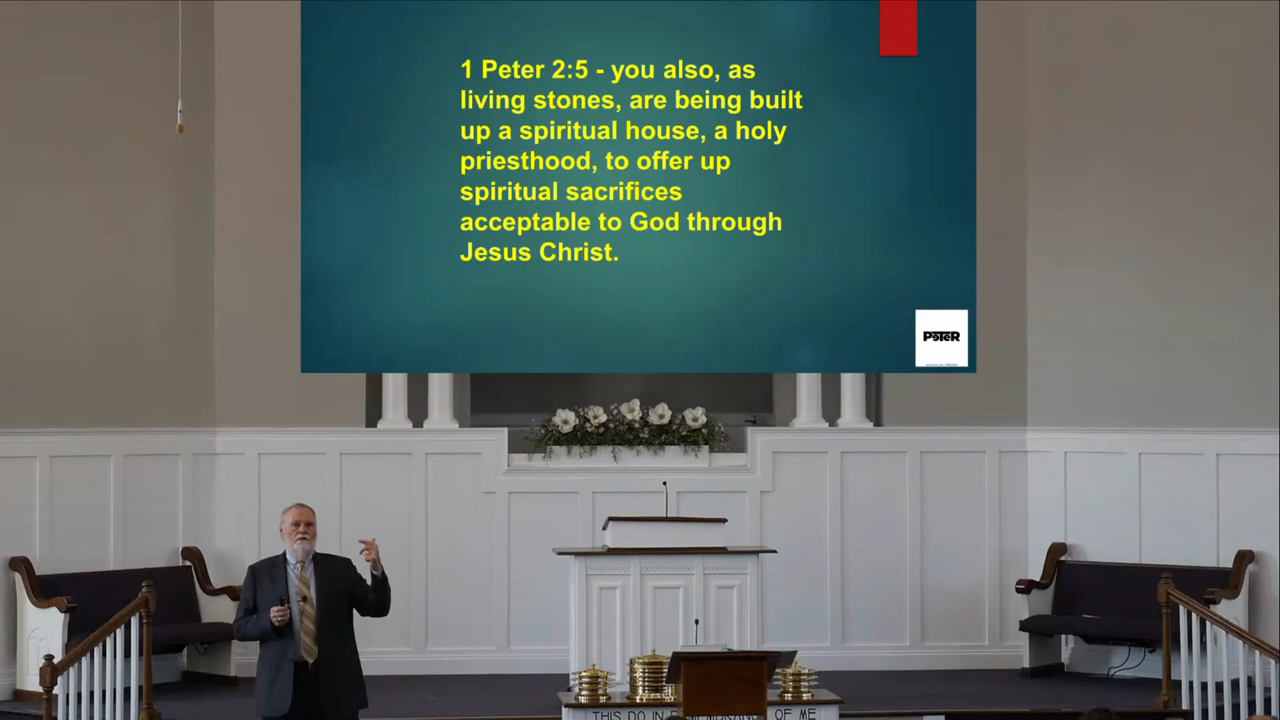 1 Peter 2:5 - you also, as
living stones, are being built
up a spiritual house, a holy
priesthood, to offer up
spiritual sacrifices
acceptable to God through
Jesus Christ.
PeTeR
THIS DO IN OF ME